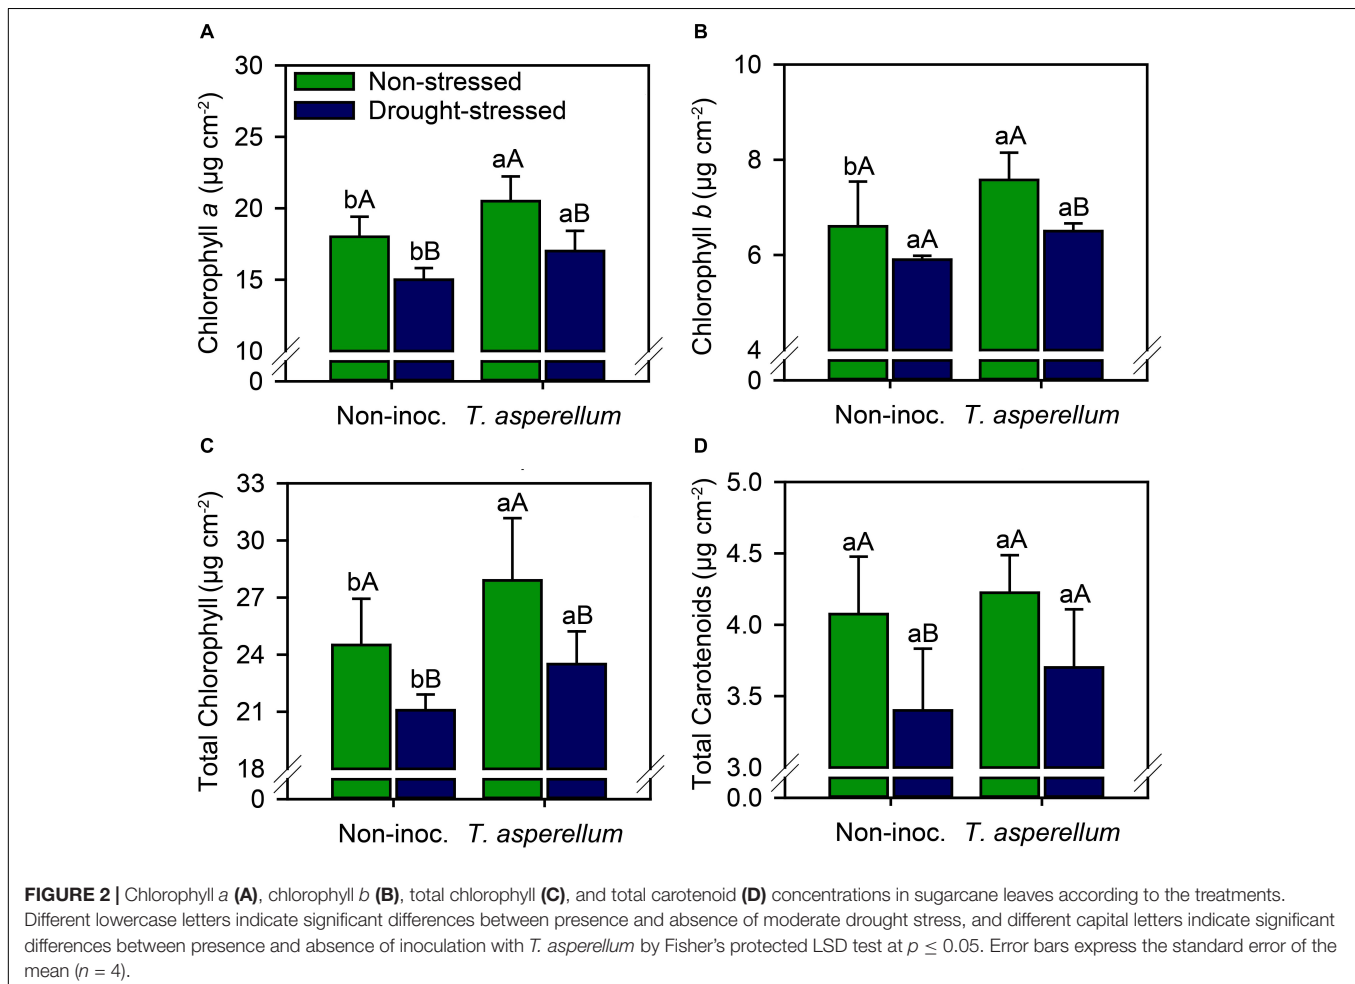 A
Chlorophyll a (µg cm-2)
30
25
20
15
10
0
Non-stressed
Drought-stressed
bA
bB
aA
aB
Non-inoc.
T. asperellum
B
Chlorophyll b (µg cm-2)
10
8
6
4
0
bA
aA
aA
aB
Non-inoc.
T. asperellum
C
Total Chlorophyll (µg cm-2)
33
30
27
24
21
18
0
bA
bB
aA
aB
Non-inoc.
T. asperellum
D
Total Carotenoids (µg cm-2)
5.0
4.5
4.0
3.5
3.0
0.0
aA
aB
aA
aA
Non-inoc.
T. asperellum
FIGURE 2 | Chlorophyll a (A), chlorophyll b (B), total chlorophyll (C), and total carotenoid (D) concentrations in sugarcane leaves according to the treatments.
Different lowercase letters indicate significant differences between presence and absence of moderate drought stress, and different capital letters indicate significant
differences between presence and absence of inoculation with T. asperellum by Fisher's protected LSD test at p ≤ 0.05. Error bars express the standard error of the
mean (n = 4).